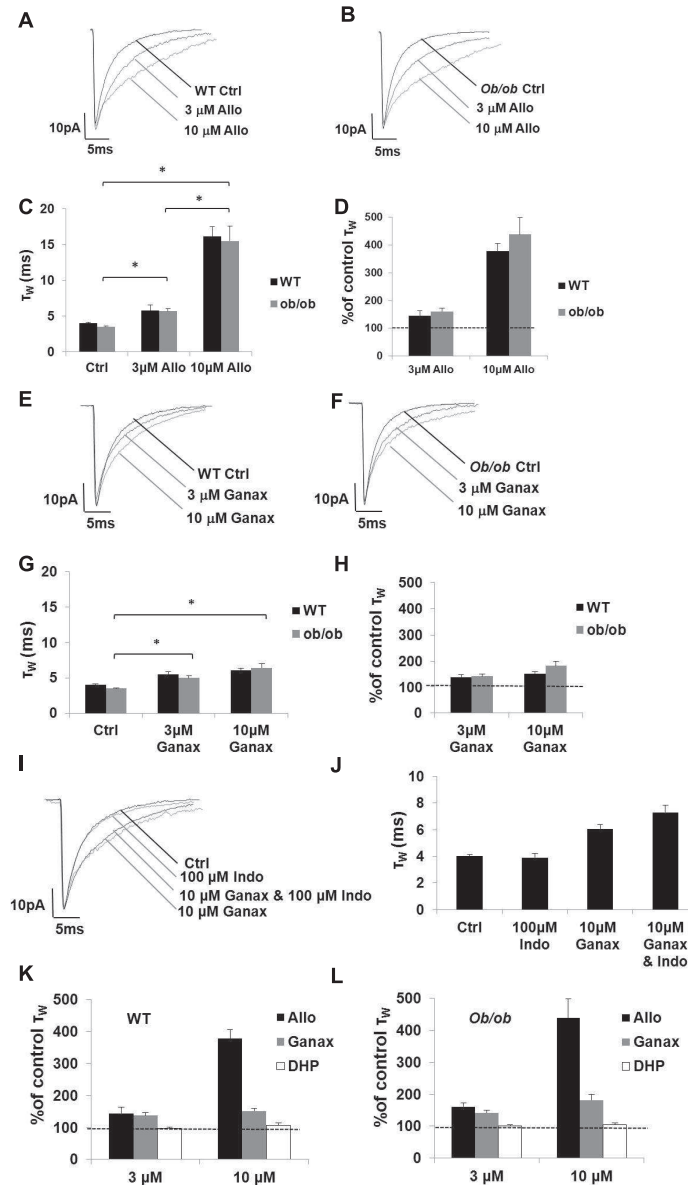 A
WT Ctrl
3 μM Allo
10 μM Allo
10pA
5ms
B
Ob/ob Ctrl
3 μM Allo
10 μM Allo
10pA
5ms
C
* 
*
*
τW (ms)
20
15
10
5
0
Ctrl 3μM Allo 10μM Allo
WT
ob/ob
D
%of control τW
500
400
300
200
100
0
3μM Allo 10μM Allo
WT
ob/ob
E
WT Ctrl
3 μM Ganax
10 μM Ganax
10pA
5ms
F
Ob/ob Ctrl
3 μM Ganax
10 μM Ganax
10pA
5ms
G
*
*
τW (ms)
20
15
10
5
0
Ctrl 3μM 10μM
Ganax Ganax
WT
ob/ob
H
%of control τW
500
400
300
200
100
0
3μM 10μM
Ganax Ganax
WT
ob/ob
I
Ctrl
100 μM Indo
10 μM Ganax & 100 μM Indo
10 μM Ganax
10pA
5ms
J
τW (ms)
10
8
6
4
2
0
Ctrl 100μM 10μM 10μM
Indo Ganax Ganax
& Indo
K
WT
%of control τW
500
400
300
200
100
0
3 μM 10 μM
Allo
Ganax
DHP
L
Ob/ob
%of control τW
500
400
300
200
100
0
3 μM 10 μM
Allo
Ganax
DHP